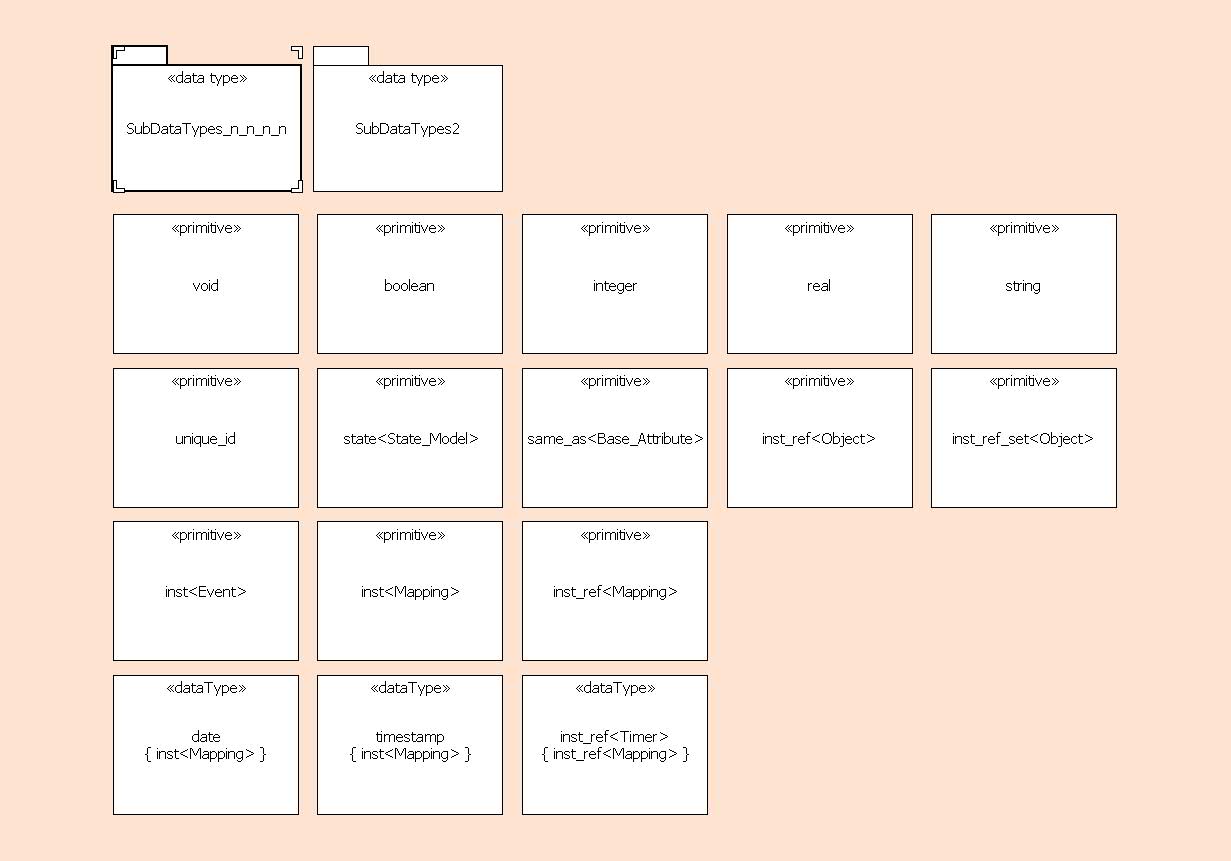 «data type»
SubDataTypes_n_n_n_n
«data type»
SubDataTypes2
«primitive»
void
«primitive»
boolean
«primitive»
integer
«primitive»
real
«primitive»
string
«primitive»
unique_id
«primitive»
state<State_Model>
«primitive»
same_as<Base_Attribute>
«primitive»
inst_ref<Object>
«primitive»
inst_ref_set<Object>
«primitive»
inst<Event>
«primitive»
inst<Mapping>
«primitive»
inst_ref<Mapping>
«dataType»
date
{ inst<Mapping> }
«dataType»
timestamp
{ inst<Mapping> }
«dataType»
inst_ref<Timer>
{ inst_ref<Mapping> }